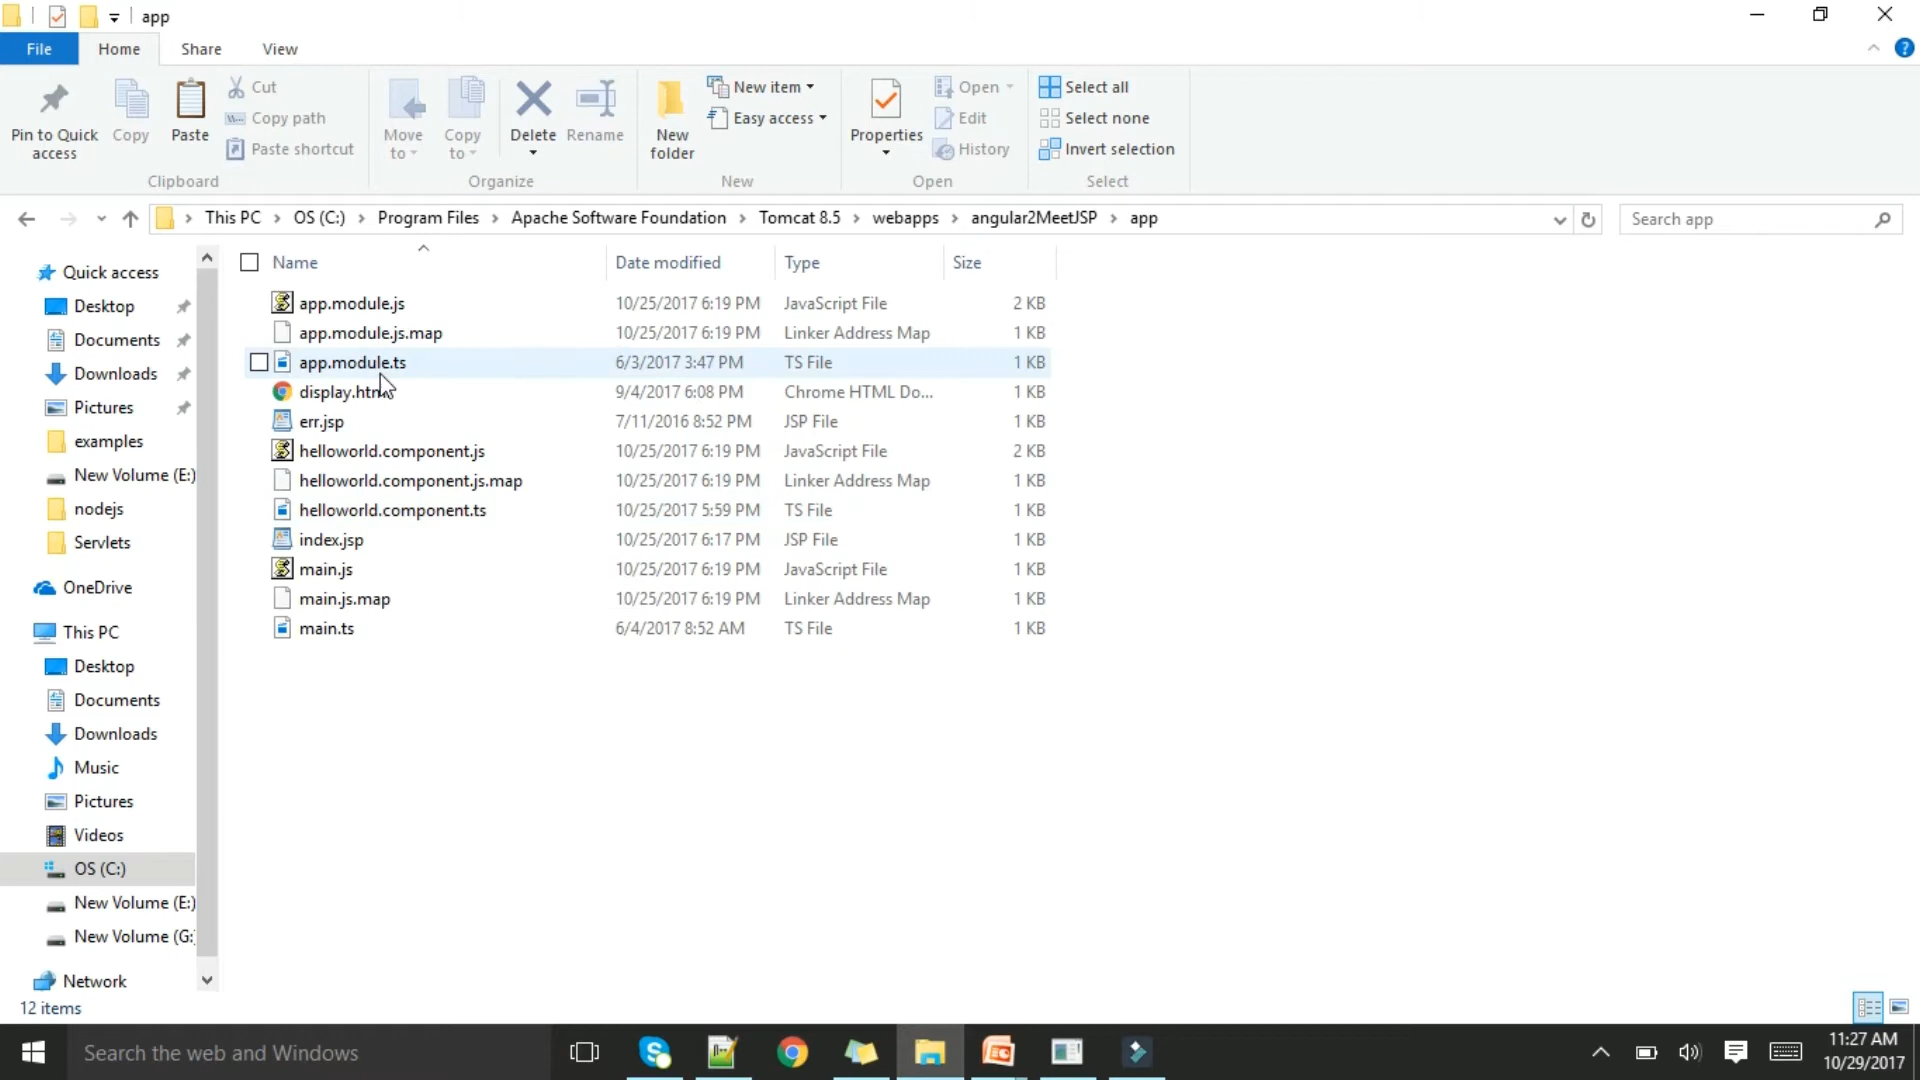 app
File Home Share View
Pin to Quick access
Copy
Paste
Cut
Copy path
Paste shortcut
Clipboard
Move to
Copy to
Delete
Rename
Organize
New folder
New item
Easy access
New
Properties
Open
Edit
History
Open
Select all
Select none
Invert selection
Select
This PC > OS (C:) > Program Files > Apache Software Foundation > Tomcat 8.5 > webapps > angular2MeetJSP > app
Search app
Quick access
Desktop
Documents
Downloads
Pictures
examples
New Volume (E:)
nodejs
Servlets
OneDrive
This PC
Desktop
Documents
Downloads
Music
Pictures
Videos
OS (C:)
New Volume (E:)
New Volume (G:
Network
Name Date modified Type Size
app.module.js 10/25/2017 6:19 PM JavaScript File 2 KB
app.module.js.map 10/25/2017 6:19 PM Linker Address Map 1 KB
app.module.ts 6/3/2017 3:47 PM TS File 1 KB
display.html 9/4/2017 6:08 PM Chrome HTML Do... 1 KB
err.jsp 7/11/2016 8:52 PM JSP File 1 KB
helloworld.component.js 10/25/2017 6:19 PM JavaScript File 2 KB
helloworld.component.js.map 10/25/2017 6:19 PM Linker Address Map 1 KB
helloworld.component.ts 10/25/2017 5:59 PM TS File 1 KB
index.jsp 10/25/2017 6:17 PM JSP File 1 KB
main.js 10/25/2017 6:19 PM JavaScript File 1 KB
main.js.map 10/25/2017 6:19 PM Linker Address Map 1 KB
main.ts 6/4/2017 8:52 AM TS File 1 KB
12 items
Search the web and Windows
11:27 AM
10/29/2017